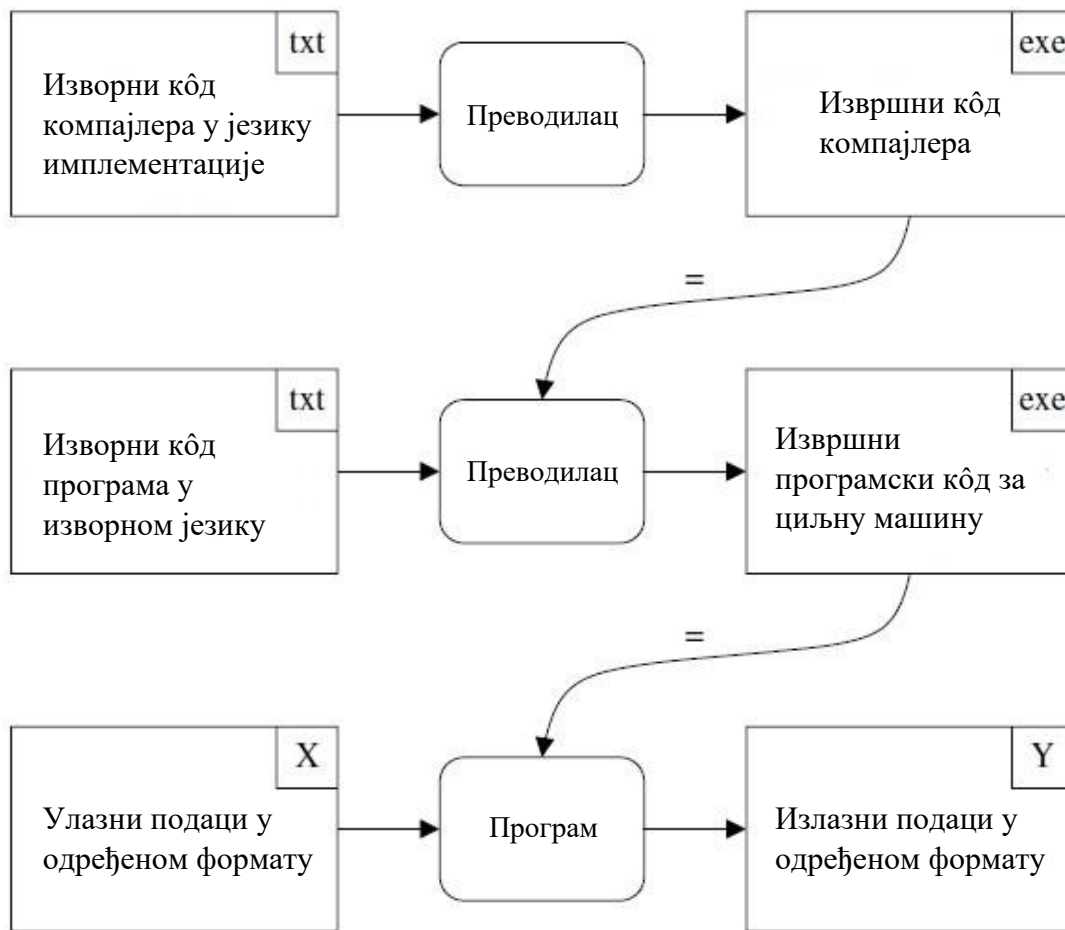 txt
Изворни кôд
компајлера у језику
имплементације
Преводилац
exe
Извршни кôд
компајлера
=
txt
Изворни кôд
програма у
изворном језику
Преводилац
exe
Извршни
програмски кôд за
циљну машину
=
X
Улазни подаци у
одређеном формату
Програм
Y
Излазни подаци у
одређеном формату